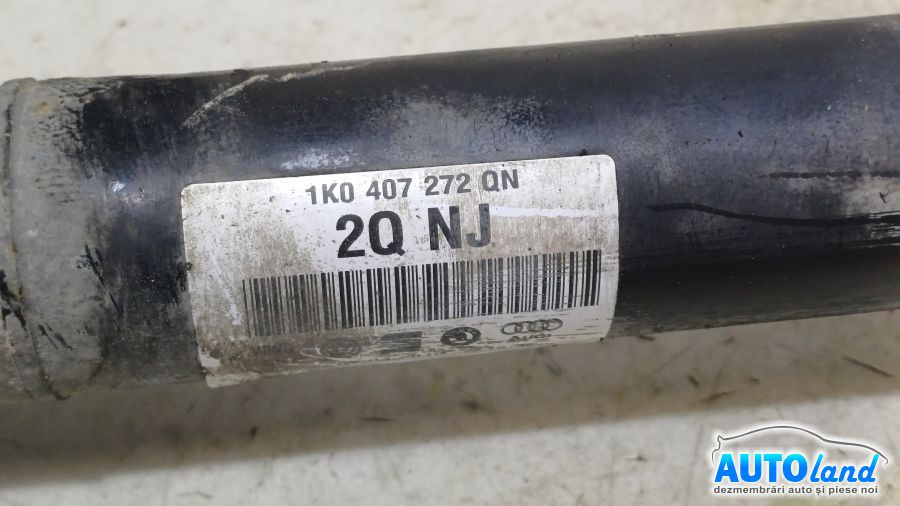 1K0 407 272 QN
2Q NJ
Audi
AUTOland
dezmembrări auto și piese noi